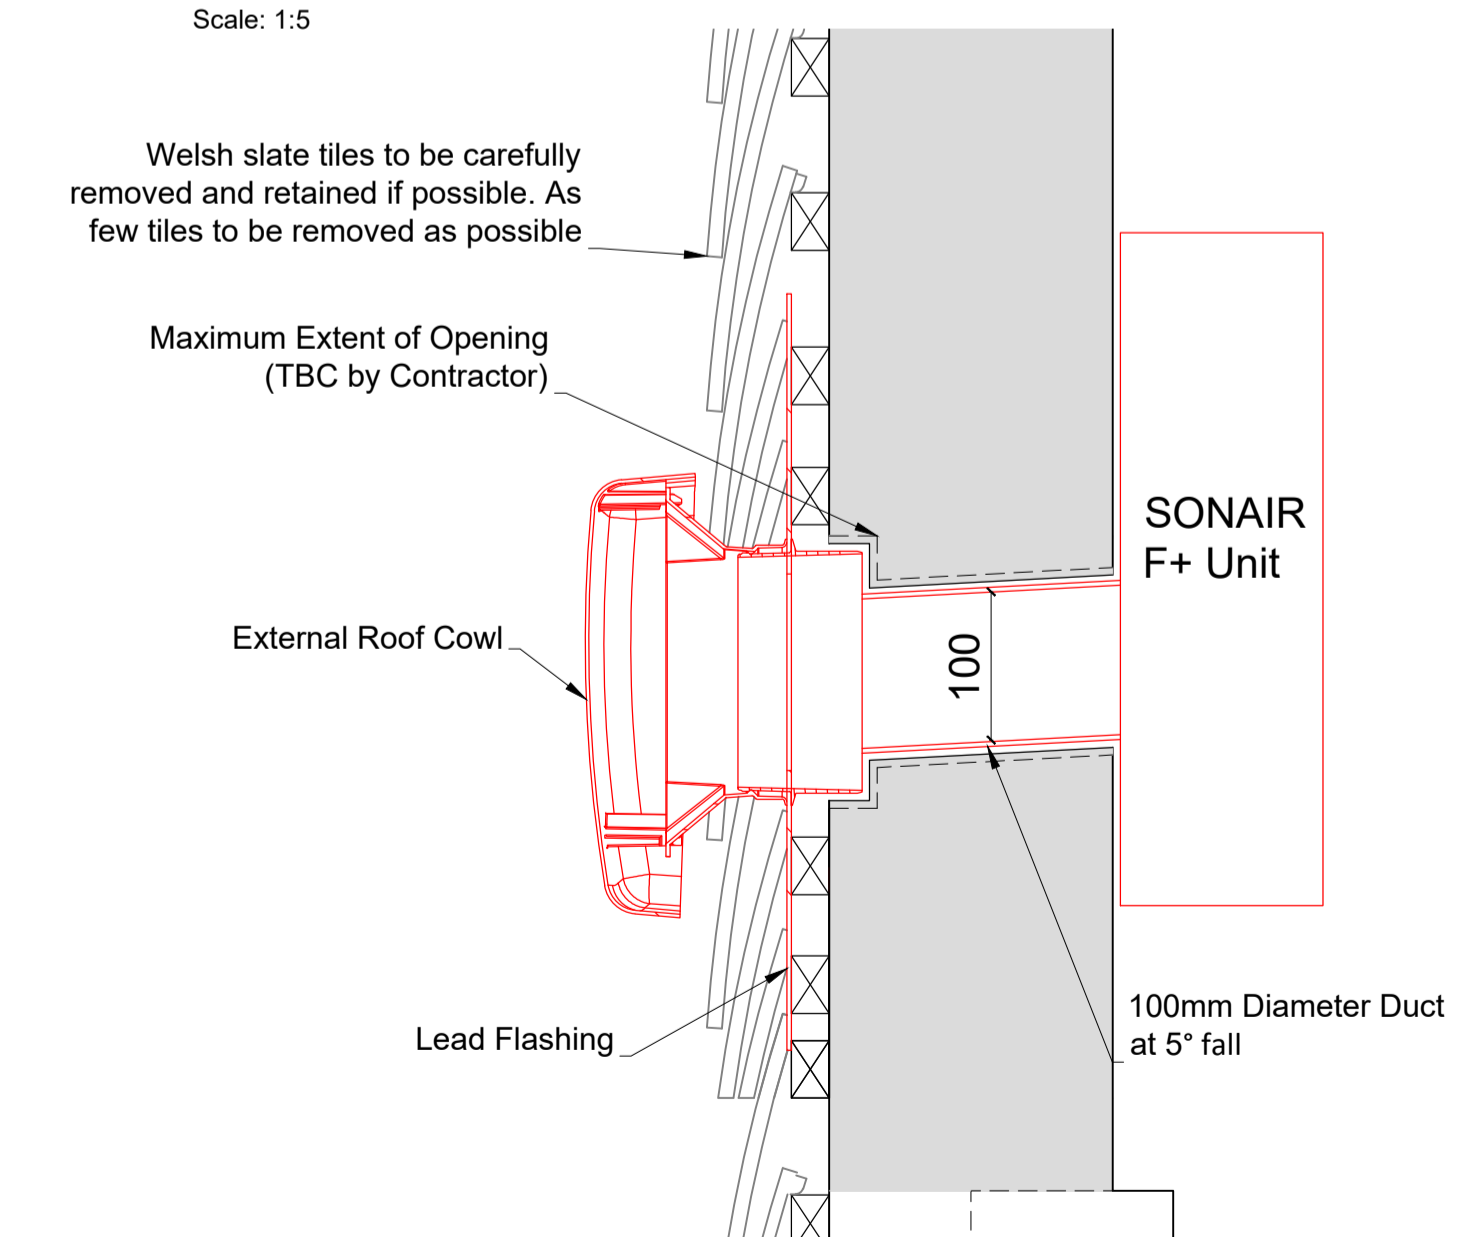 Scale: 1:5
Welsh slate tiles to be carefully
removed and retained if possible. As
few tiles to be removed as possible
Maximum Extent of Opening
(TBC by Contractor)
SONAIR
F+ Unit
External Roof Cowl
100
100mm Diameter Duct
at 5° fall
Lead Flashing